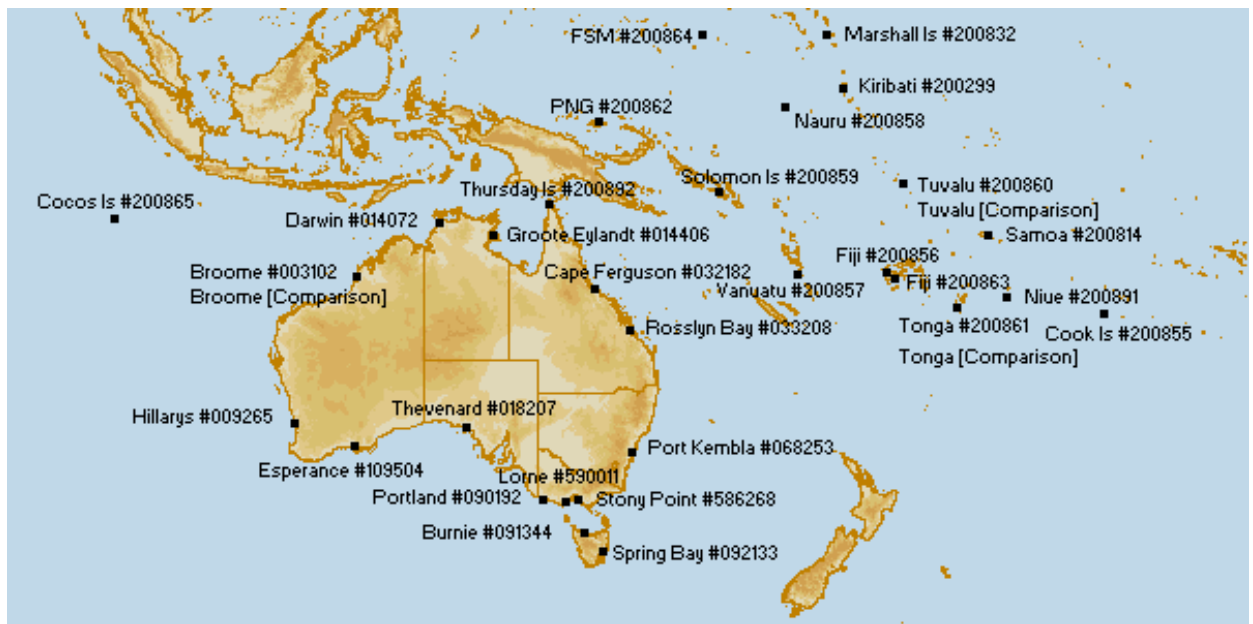 FSM #200864
Marshall Is #200832
Kiribati #200299
PNG #200862
Nauru #200858
Solomon Is #200859
Thursday Is #200892
Tuvalu #200860
Tuvalu [Comparison]
Cocos Is #200865
Darwin #014072
Groote Eylandt #014406
Samoa #200814
Fiji #200856
Broome #003102
Broome [Comparison]
Cape Ferguson #032182
Fiji #200863
Vanuatu #200857
Niue #200891
Rosslyn Bay #033208
Tonga #200861
Cook Is #200855
Tonga [Comparison]
Thevenard #018207
Hillarys #009265
Port Kembla #068253
Esperance #109504
Lorne #590011
Portland #090192
Stony Point #586268
Burnie #091344
Spring Bay #092133